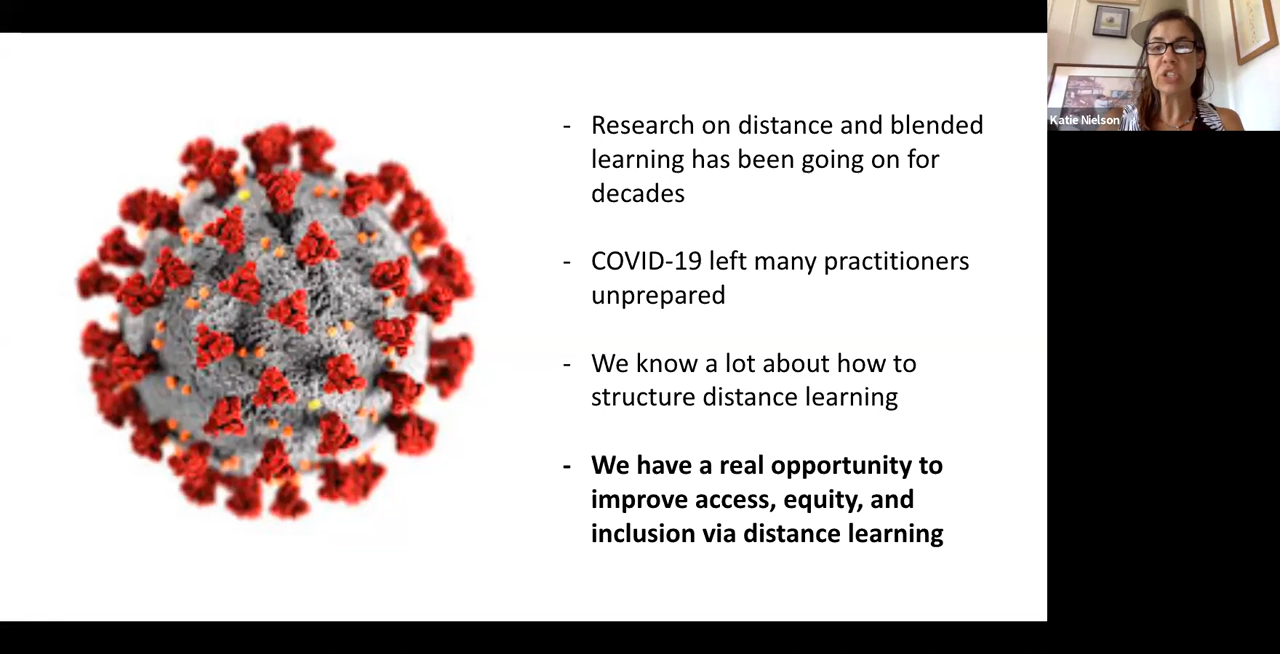 - Research on distance and blended
learning has been going on for
decades
- COVID-19 left many practitioners
unprepared
- We know a lot about how to
structure distance learning
- We have a real opportunity to
improve access, equity, and
inclusion via distance learning
Katie Nielson